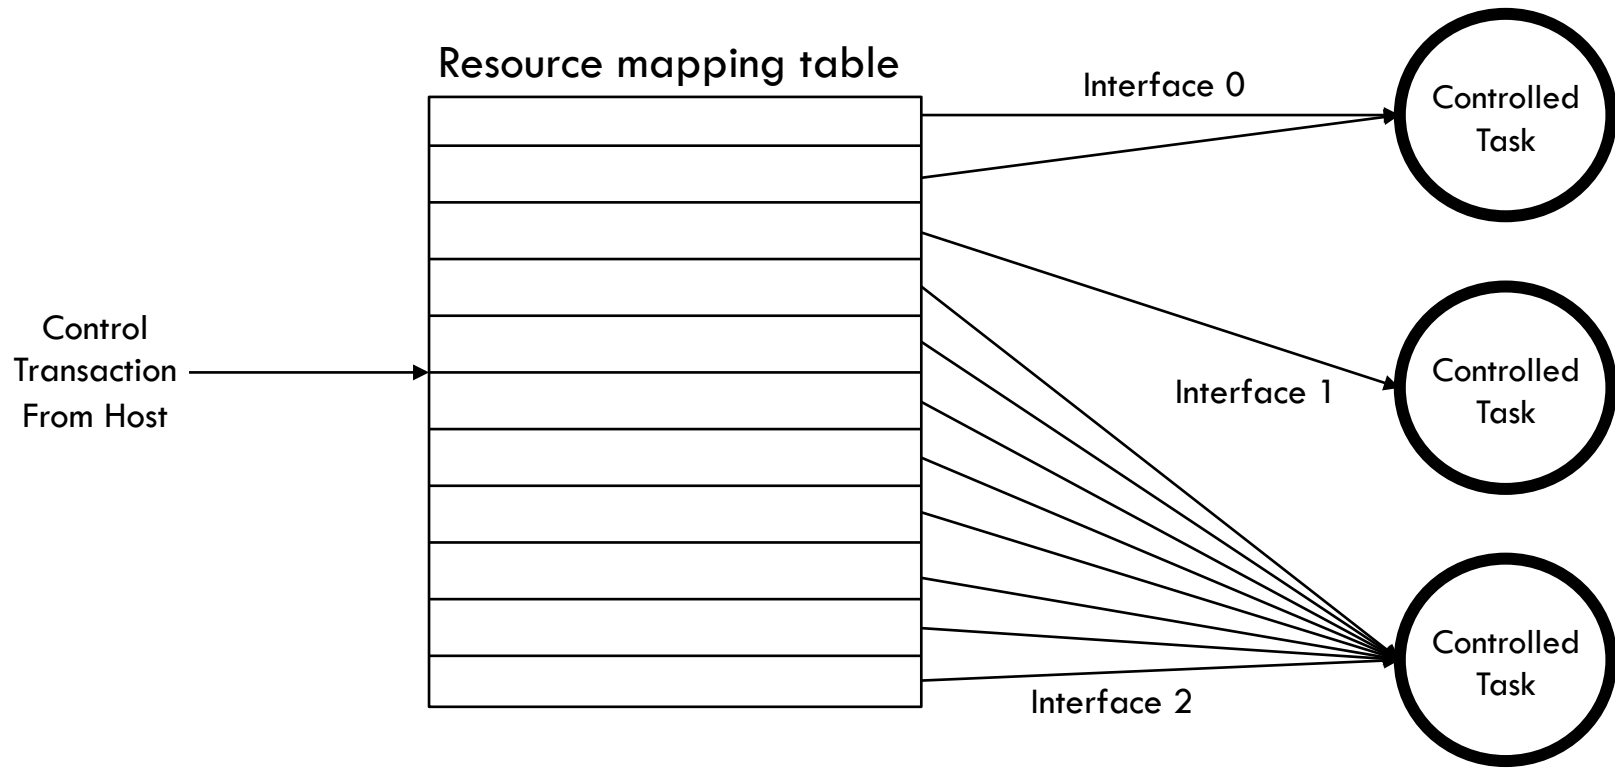 Resource mapping table
Interface 0
Controlled
Task
Control
Transaction
From Host
Interface 1
Controlled
Task
Interface 2
Controlled
Task